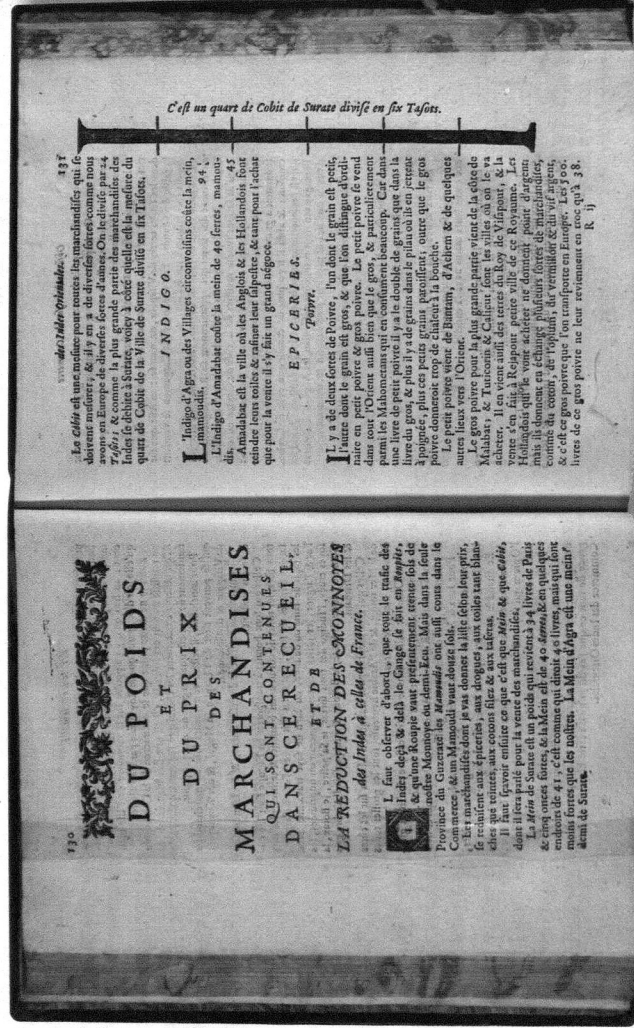 130
DU POIDS
ET
DU PRIX
DES
MARCHANDISES
QUI SONT CONTENUES
DANS CE RECUEIL,
ET DE
LA REDUCTION DES MONNOYES
des Indes à celles de France.
IL faut observer d'abord, que tout le trafic des
Indes deçà & delà le Gange se fait en Roupies,
& qu'une Roupie vaut presentement trente sols de
nostre Monnoye ou demi-Ecu. Mais dans la seule
Province du Guzerate les Mamoudis ont aussi cours dans le
Commerce, & un Mamoudi vaut douze sols.
Les marchandises dont je vas donner la liste selon leur prix,
se reduisent aux épiceries, aux drogues, aux toiles tant blan-
ches que teintes, aux cotons filez & aux tafetas.
Il faut sçavoir ensuite ce que c'est que Mein & que Cobit,
dont il sera parlé pour la vente des marchandises.
La Mein de Surate est un poids qui revient à 34 livres de Paris
& cinq onces fortes, & la Mein est de 40 Serres, & en quelques
endroits de 41, c'est comme qui diroit 40 livres, mais qui sont
moins fortes que les nostres. La Mein d'Agra est une mein &
demi de Surate.
des Indes Orientales. 131
Le Cobit est une mesure pour toutes les marchandises qui se
doivent mesurer, & il y en a de diverses sortes comme nous
avons en Europe de diverses sortes d'aunes. On le divise par 24
Tasots; & comme la plus grande partie des marchandises des
Indes se debite à Surate, voicy à costé quelle est la mesure du
quart de Cobit de la Ville de Surate divisé en six Tasots.
INDIGO.
L'Indigo d'Agra ou des Villages circonvoisins coûte la mein,
mamoudis. 94
L'Indigo d'Amadabat coûte la mein de 40 serres, mamou-
dis. 45
Amadabat est la ville où les Anglois & les Hollandois font
teindre leurs toiles & rafiner leur salpestre, & tant pour l'achat
que pour la vente il s'y fait un grand négoce.
EPICERIES.
Poivre.
IL y a de deux sortes de Poivre, l'un dont le grain est petit,
l'autre dont le grain est gros, & que l'on distingue d'ordi-
naire en petit poivre & gros poivre. Le petit poivre se vend
dans tout l'Orient aussi bien que le gros, & particulierement
parmi les Mahometans qui en consument beaucoup. Car dans
une livre de petit poivre il y a le double de grains que dans la
livre du gros, & plus il y a de grains dans le pilau où ils en jettent
à poignée, plus ces petits grains paroissent; outre que le gros
poivre donneroit trop de chaleur à la bouche.
Le petit poivre vient de Bantam, d'Achem & de quelques
autres lieux vers l'Orient.
Le gros poivre pour la plus grande partie vient de la côte de
Malabar; & Tuticorin & Calicut sont les villes où on le va
acheter. Il en vient aussi des terres du Roy de Visapour, & la
vente s'en fait à Rejapour petite ville de ce Royaume. Les
Hollandois qui le vont acheter ne donnent point d'argent,
mais ils donnent en échange plusieurs sortes de marchandises,
comme du coton, de l'opium, du vermillon & du vif argent,
& c'est ce gros poivre que l'on transporte en Europe. Les 500.
livres de ce gros poivre ne leur reviennent en troc qu'à 38.
R ij
C'est un quart de Cobit de Surate divisé en six Tasots.